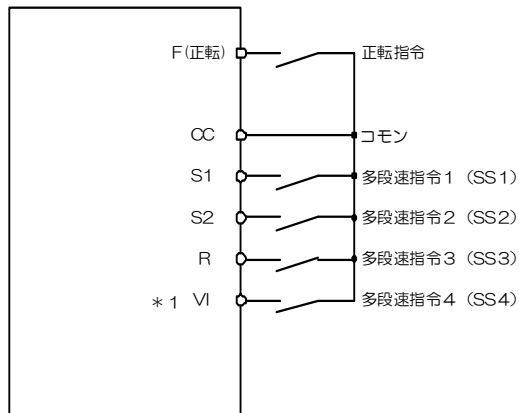 F(正転) 正転指令
CC コモン
S1 多段速指令1（SS1）
S2 多段速指令2（SS2）
R 多段速指令3（SS3）
＊1 VI 多段速指令4（SS4）